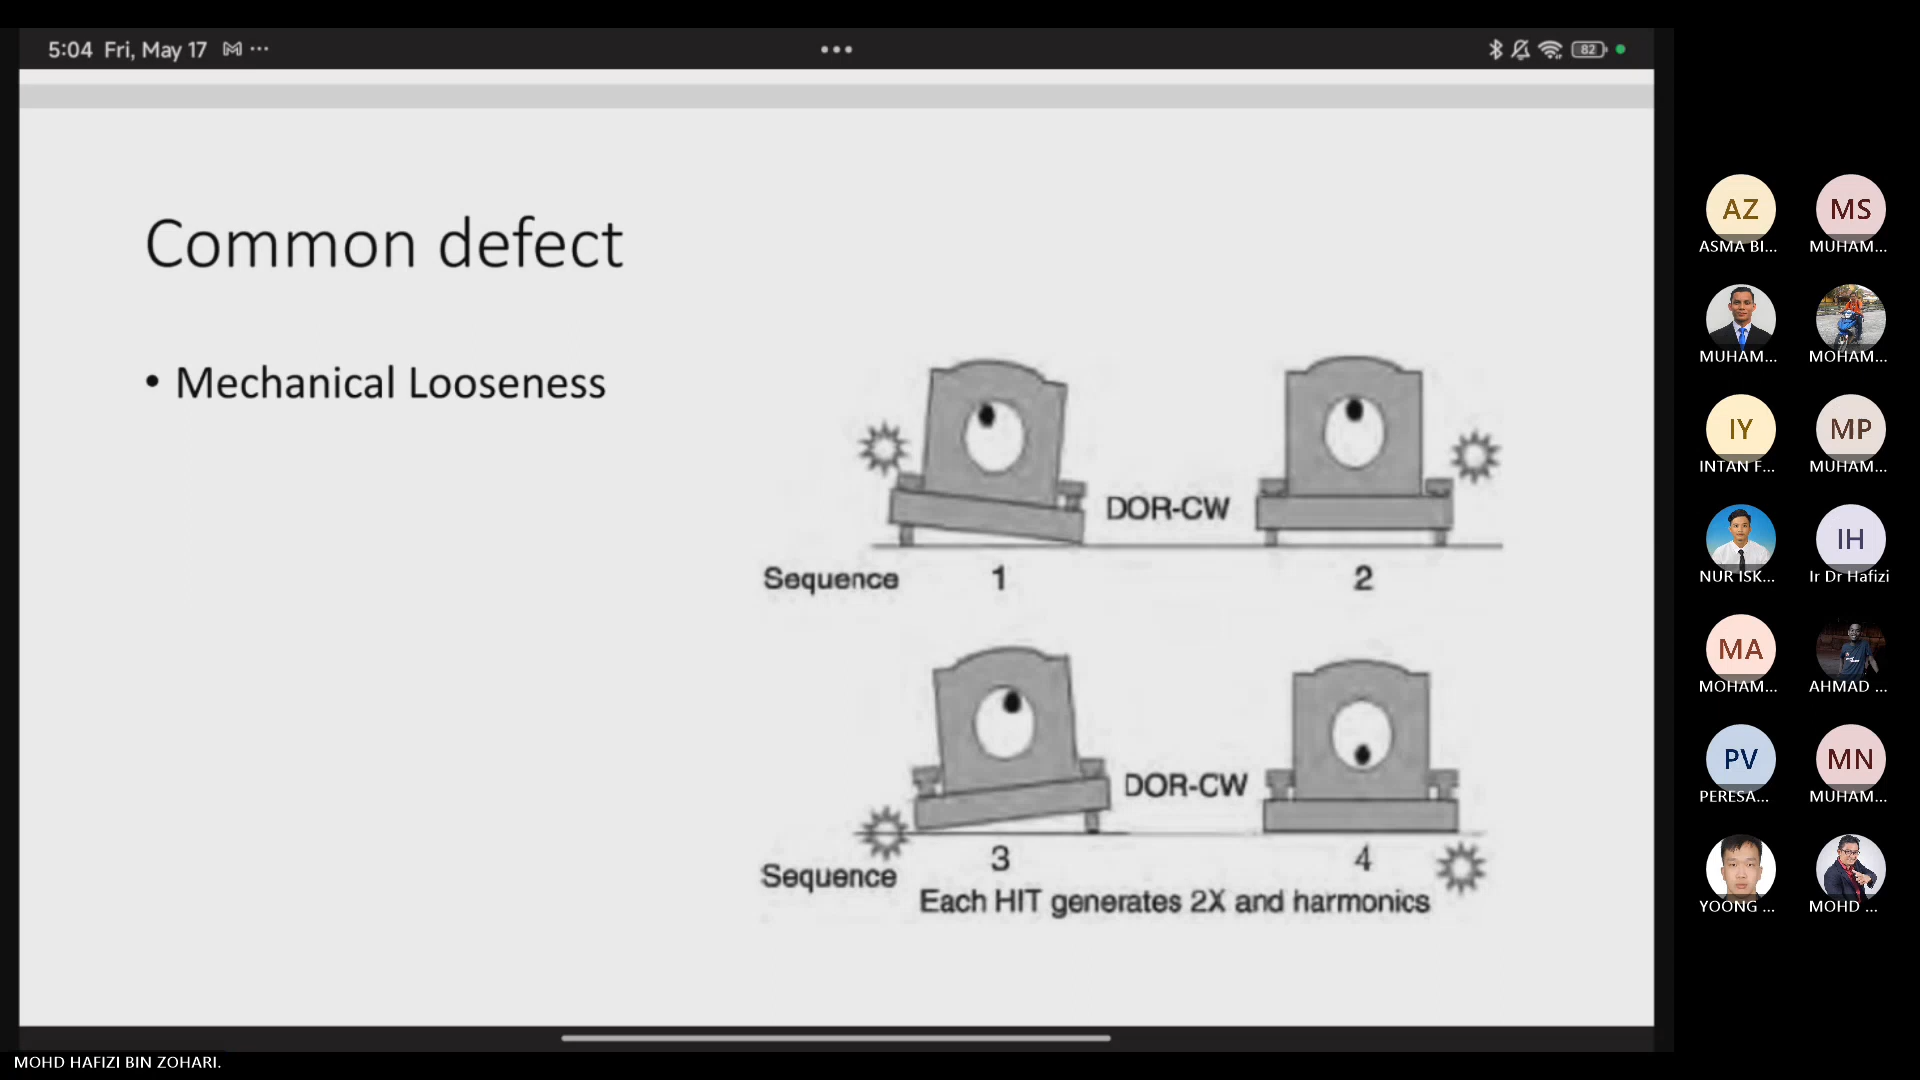 5:04 Fri, May 17
82
Common defect
• Mechanical Looseness
DOR-CW
Sequence 1 2
DOR-CW
Sequence 3 4
Each HIT generates 2X and harmonics
AZ
ASMA BI...
MS
MUHAM...
MUHAM...
MOHAM...
IY
INTAN F...
MP
MUHAM...
NUR ISK...
IH
Ir Dr Hafizi
MA
MOHAM...
AHMAD ...
PV
PERESA...
MN
MUHAM...
YOONG ...
MOHD ...
MOHD HAFIZI BIN ZOHARI.